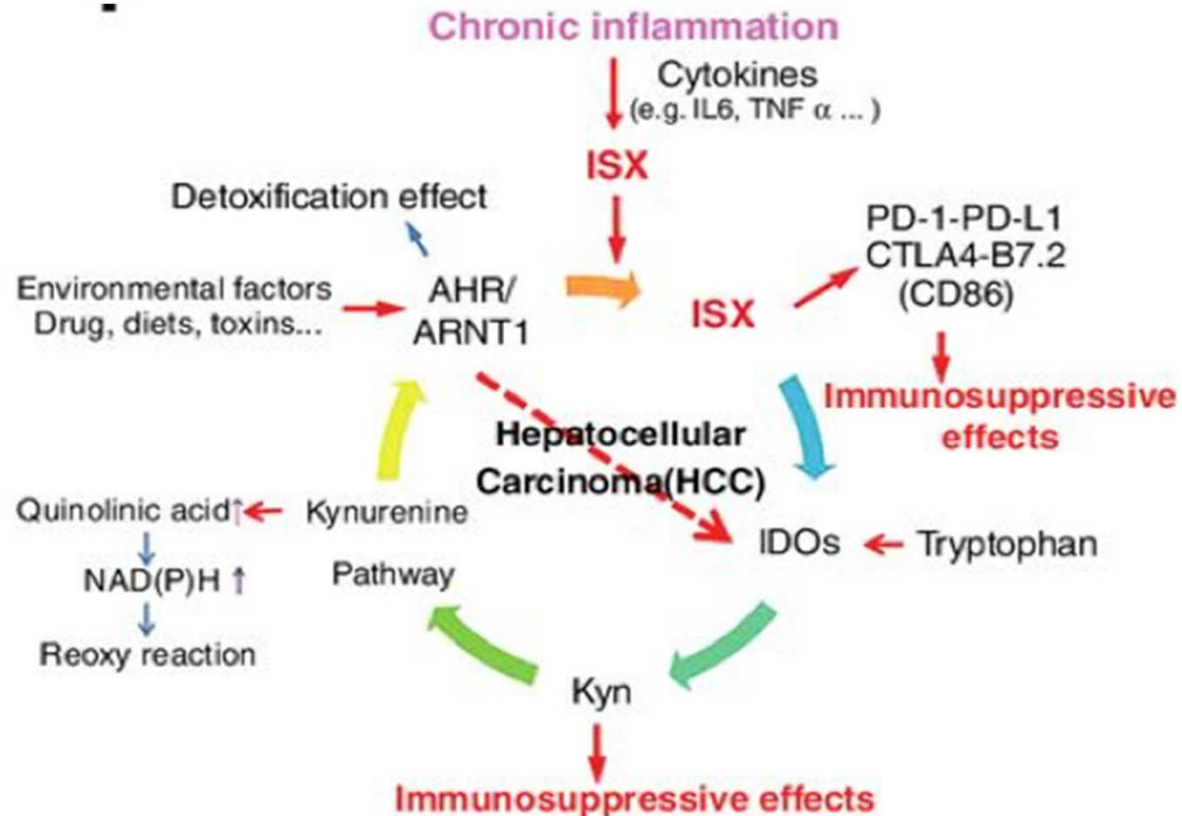 Chronic inflammation
Cytokines
(e.g. IL6, TNF α ... )
ISX
Detoxification effect
PD-1-PD-L1
CTLA4-B7.2
(CD86)
Environmental factors
Drug, diets, toxins...
AHR/
ARNT1
ISX
Immunosuppressive
effects
Hepatocellular
Carcinoma(HCC)
Quinolinic acid↑
Kynurenine
Pathway
IDOs
Tryptophan
NAD(P)H ↑
Reoxy reaction
Kyn
Immunosuppressive effects